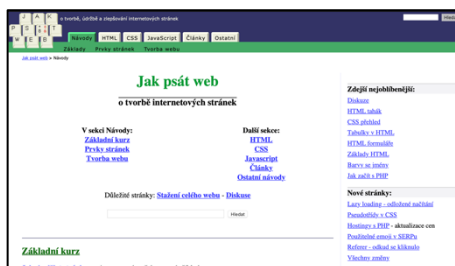 J A K
P S Á T
W E B
o tvorbě, údržbě a zlepšování internetových stránek
Hledat
Návody HTML CSS JavaScript Články Ostatní
Základy Prvky stránek Tvorba webu
Jak psát web » Návody
Jak psát web
o tvorbě internetových stránek
V sekci Návody:
Základní kurz
Prvky stránek
Tvorba webu
Další sekce:
HTML
CSS
Javascript
Články
Ostatní návody
Důležité stránky: Stažení celého webu - Diskuse
Hledat
Základní kurz
Zdejší nejoblíbenější:
Diskuze
HTML tahák
CSS přehled
Tabulky v HTML
HTML formuláře
Základy HTML
Barvy se jmény
Jak začít s PHP
Nové stránky:
Lazy loading - odložené načítání
Pseudotřídy v CSS
Hostingy s PHP - aktualizace cen
Použitelné emoji v SERPu
Referer - odkud se kliknulo
Všechny změny